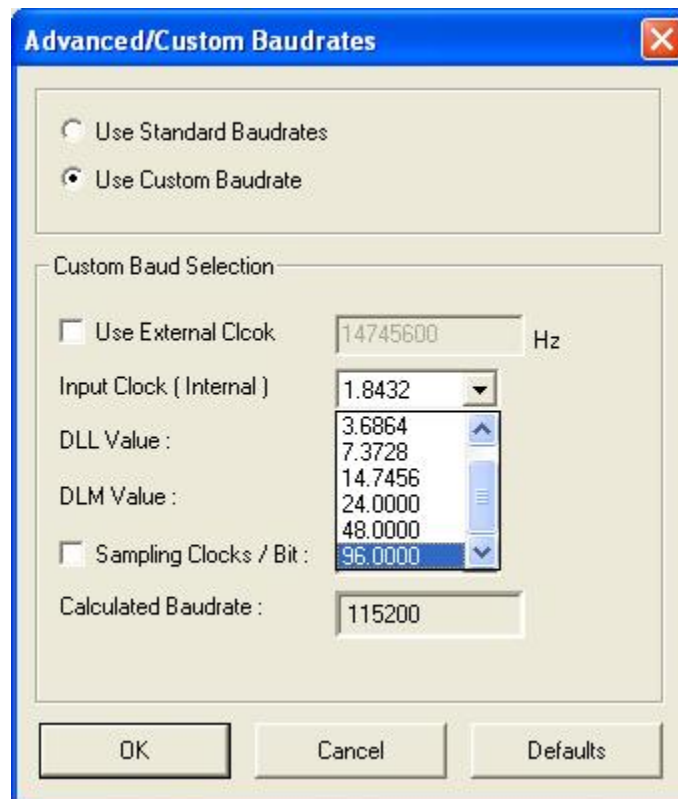 Advanced/Custom Baudrates
Use Standard Baudrates
Use Custom Baudrate
Custom Baud Selection
Use External Clcok 14745600 Hz
Input Clock ( Internal ) 1.8432
3.6864
DLL Value :
7.3728
14.7456
DLM Value :
24.0000
48.0000
Sampling Clocks / Bit : 96.0000
Calculated Baudrate : 115200
OK Cancel Defaults